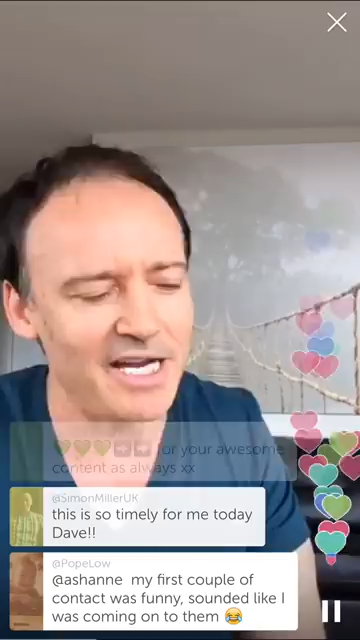 💚💚💚➡️➡️ for your awesome
content as always xx
@SimonMillerUK
this is so timely for me today
Dave!!
@PopeLow
@ashanne my first couple of
contact was funny, sounded like I
was coming on to them 😂